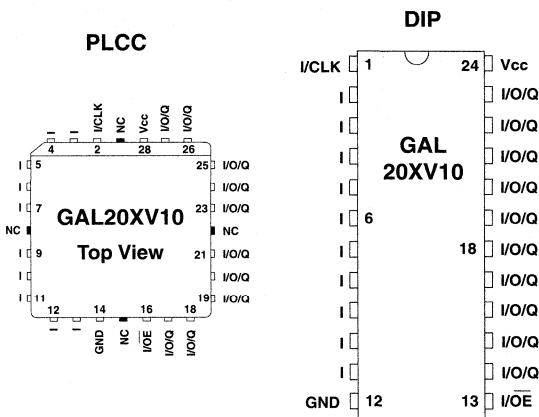 PLCC
I
I
I/CLK
NC
Vcc
I/O/Q
I/O/Q
4
2
28
26
I 5
25 I/O/Q
I
I/O/Q
I 7
23 I/O/Q
GAL20XV10
NC
NC
Top View
I 9
21 I/O/Q
I
I/O/Q
I 11
19 I/O/Q
12
14
16
18
I
I
GND
NC
I/O̅E̅
I/O/Q
I/O/Q
DIP
I/CLK 1
24 Vcc
I
I/O/Q
I
I/O/Q
GAL
I
I/O/Q
20XV10
I
I/O/Q
I 6
I/O/Q
I
18 I/O/Q
I
I/O/Q
I
I/O/Q
I
I/O/Q
I
I/O/Q
GND 12
13 I/O̅E̅